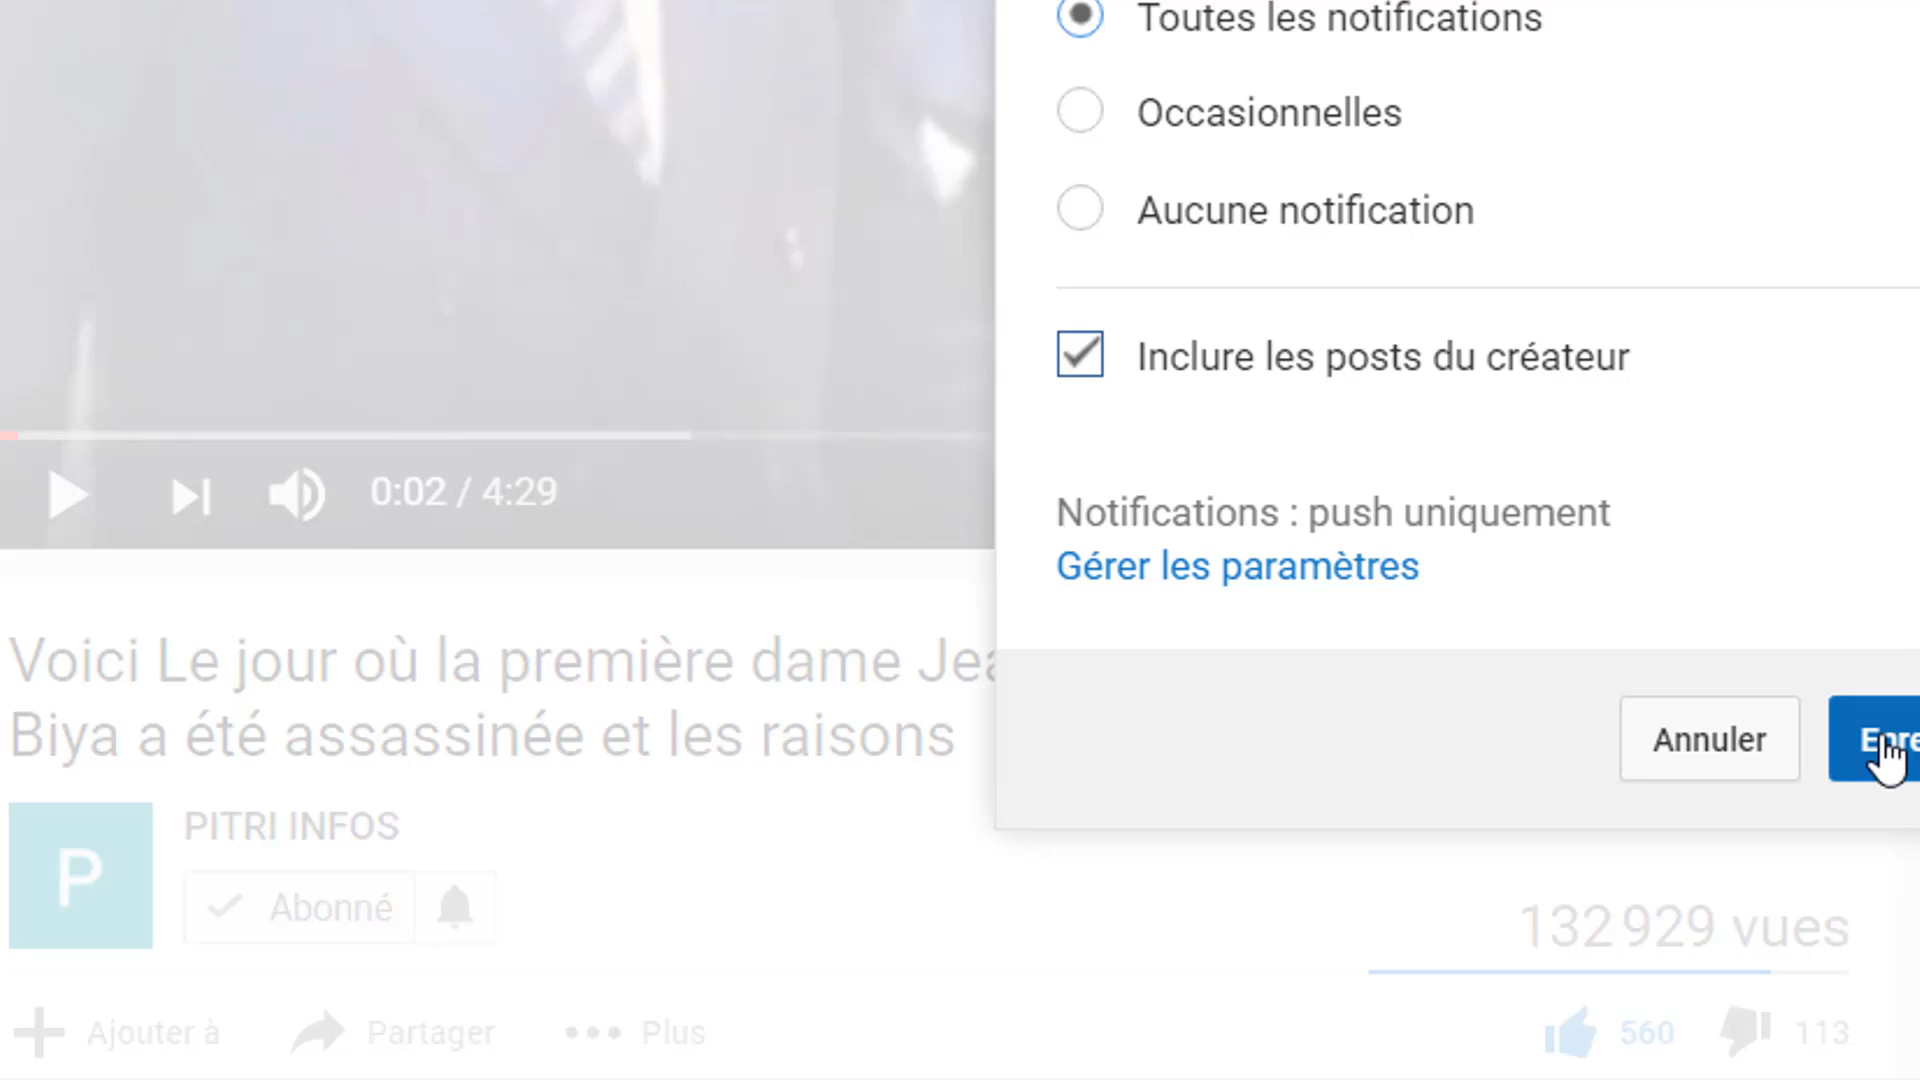 Toutes les notifications
Occasionnelles
Aucune notification
Inclure les posts du créateur
0:02 / 4:29
Notifications : push uniquement
Gérer les paramètres
Voici Le jour où la première dame
Biya a été assassinée et les raisons
Annuler
PITRI INFOS
P
Abonné
132 929 vues
Ajouter à
Partager
Plus
560
113